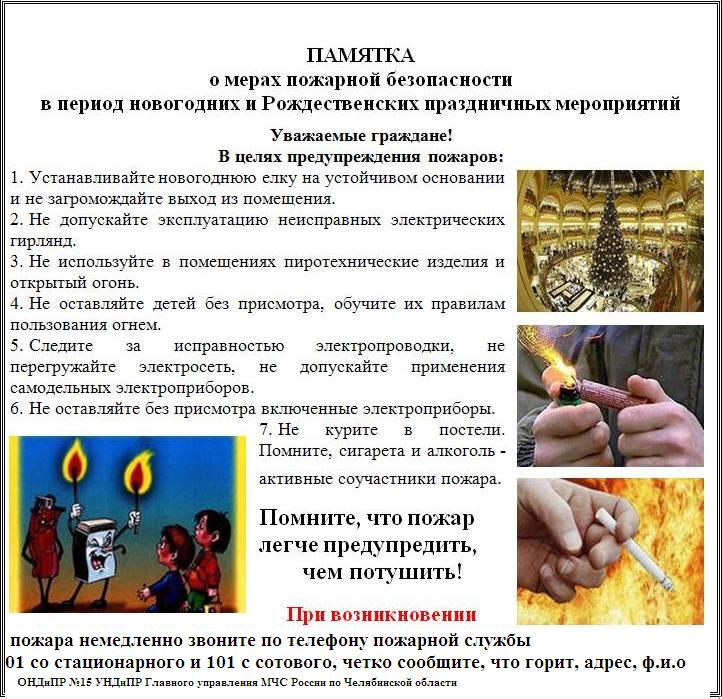 ПАМЯТКА
о мерах пожарной безопасности
в период новогодних и Рождественских праздничных мероприятий
Уважаемые граждане!
В целях предупреждения пожаров:
1. Устанавливайте новогоднюю елку на устойчивом основании
и не загромождайте выход из помещения.
2. Не допускайте эксплуатацию неисправных электрических
гирлянд.
3. Не используйте в помещениях пиротехнические изделия и
открытый огонь.
4. Не оставляйте детей без присмотра, обучите их правилам
пользования огнем.
5. Следите за исправностью электропроводки, не
перегружайте электросеть, не допускайте применения
самодельных электроприборов.
6. Не оставляйте без присмотра включенные электроприборы.
7. Не курите в постели.
Помните, сигарета и алкоголь -
активные соучастники пожара.
Помните, что пожар
легче предупредить,
чем потушить!
При возникновении
пожара немедленно звоните по телефону пожарной службы
01 со стационарного и 101 с сотового, четко сообщите, что горит, адрес, ф.и.о
ОНДиПР №15 УНДиПР Главного управления МЧС России по Челябинской области